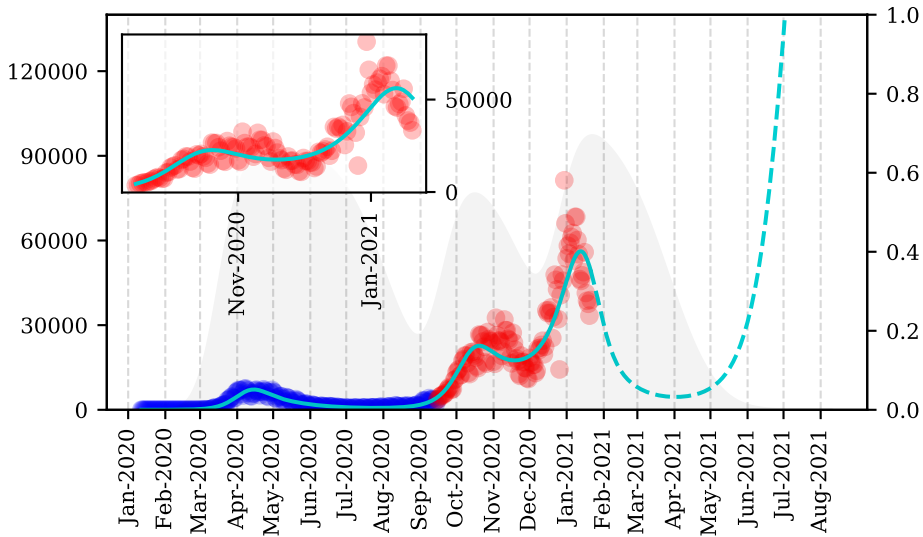 120000
90000
60000
30000
0
1.0
0.8
0.6
0.4
0.2
0.0
50000
0
Nov-2020
Jan-2021
Jan-2020
Feb-2020
Mar-2020
Apr-2020
May-2020
Jun-2020
Jul-2020
Aug-2020
Sep-2020
Oct-2020
Nov-2020
Dec-2020
Jan-2021
Feb-2021
Mar-2021
Apr-2021
May-2021
Jun-2021
Jul-2021
Aug-2021